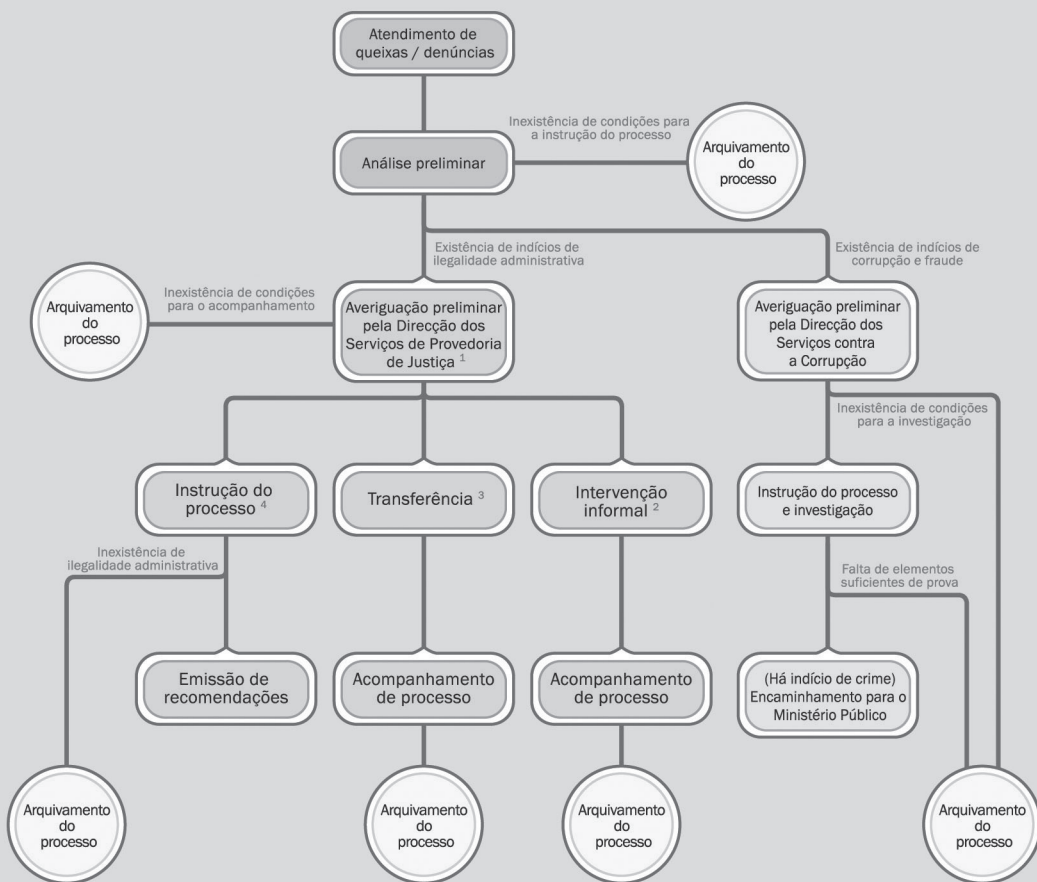 Atendimento de
queixas / denúncias
Inexistência de condições para
a instrução do processo
Análise preliminar
Arquivamento
do
processo
Existência de indícios de
ilegalidade administrativa
Existência de indícios de
corrupção e fraude
Inexistência de condições
para o acompanhamento
Arquivamento
do
processo
Averiguação preliminar
pela Direcção dos
Serviços de Provedoria
de Justiça 1
Averiguação preliminar
pela Direcção dos
Serviços contra
a Corrupção
Inexistência de condições
para a investigação
Instrução do
processo 4
Transferência 3
Intervenção
informal 2
Instrução do processo
e investigação
Inexistência de
ilegalidade administrativa
Falta de elementos
suficientes de prova
Emissão de
recomendações
Acompanhamento
de processo
Acompanhamento
de processo
(Há indício de crime)
Encaminhamento para o
Ministério Público
Arquivamento
do
processo
Arquivamento
do
processo
Arquivamento
do
processo
Arquivamento
do
processo